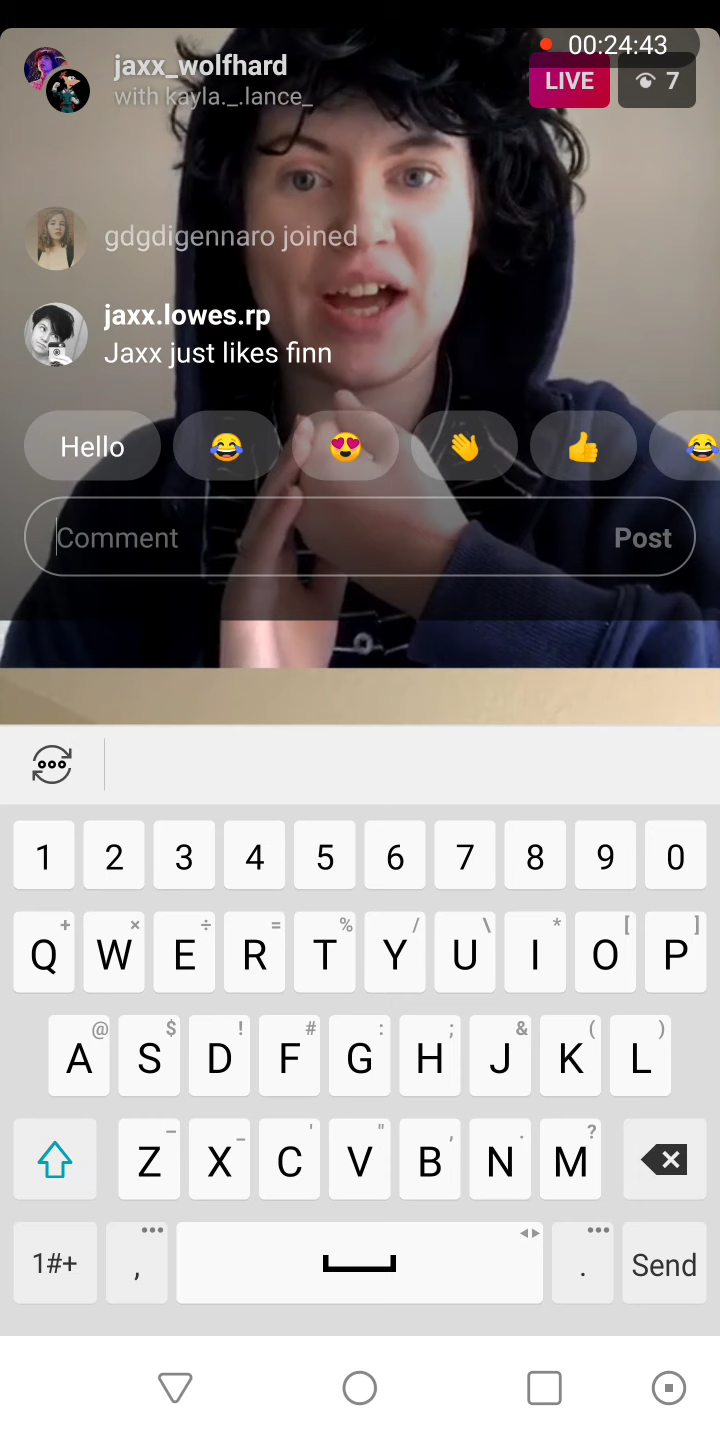 00:24:43
jaxx_wolfhard
with kayla._.lance_
LIVE
7
gdgdigennaro joined
jaxx.lowes.rp
Jaxx just likes finn
Hello
Comment
Post
1 2 3 4 5 6 7 8 9 0
+ × ÷ = % / \ * [ ]
Q W E R T Y U I O P
@ $ ! # : ; & ( )
A S D F G H J K L
– _ ' " , . ?
Z X C V B N M
1#+ , . Send